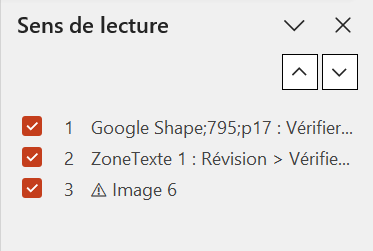 Sens de lecture
1 Google Shape;795;p17 : Vérifier...
2 ZoneTexte 1 : Révision > Vérifie...
3 ⚠ Image 6